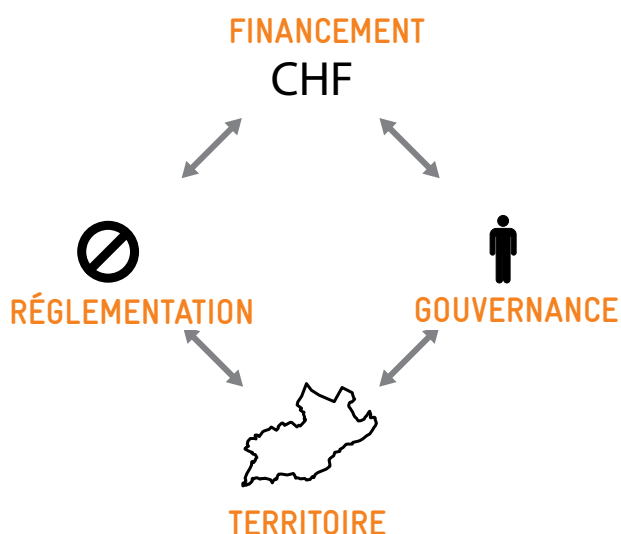 FINANCEMENT
CHF
RÉGLEMENTATION
GOUVERNANCE
TERRITOIRE